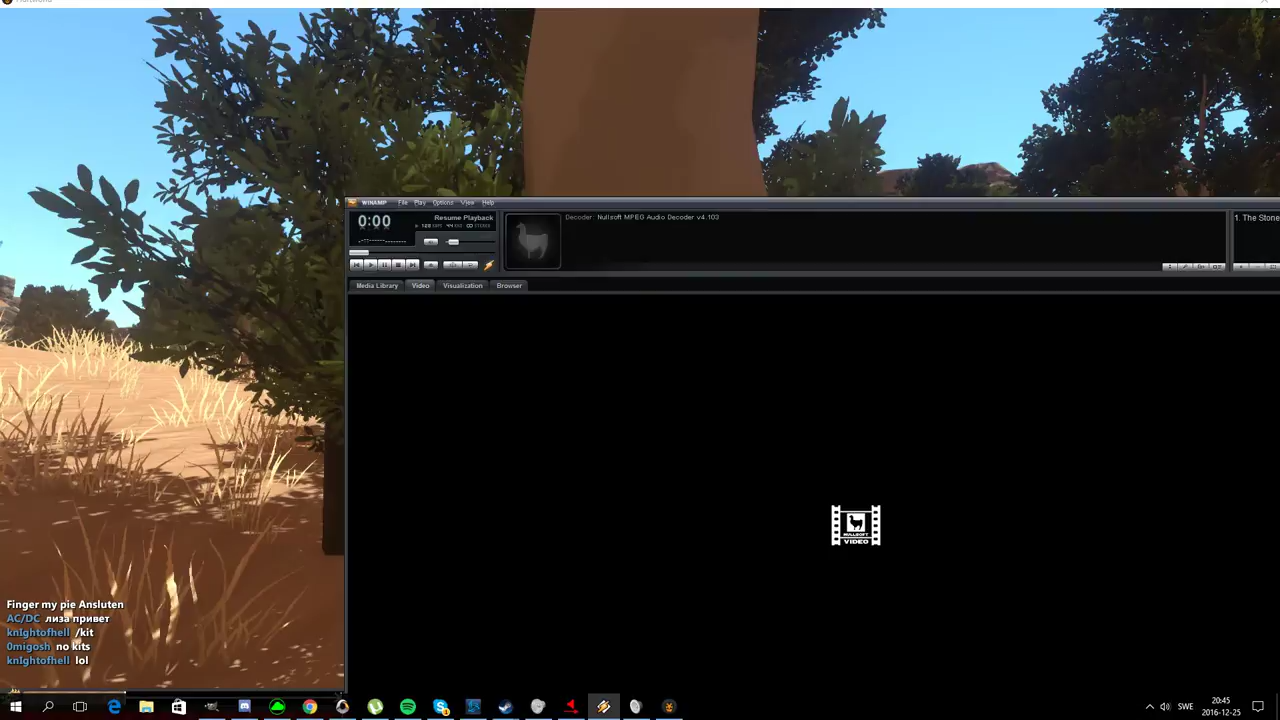 WINAMP File Play Options View Help
0:00
Resume Playback
Decoder: Nullsoft MPEG Audio Decoder v4.103
1. The Stone
Media Library Video Visualization Browser
NULLSOFT
VIDEO
Finger my pie Ansluten
AC/DC лиза привет
knightofhell /kit
0migosh no kits
knightofhell lol
SWE
20:45
2016-12-25